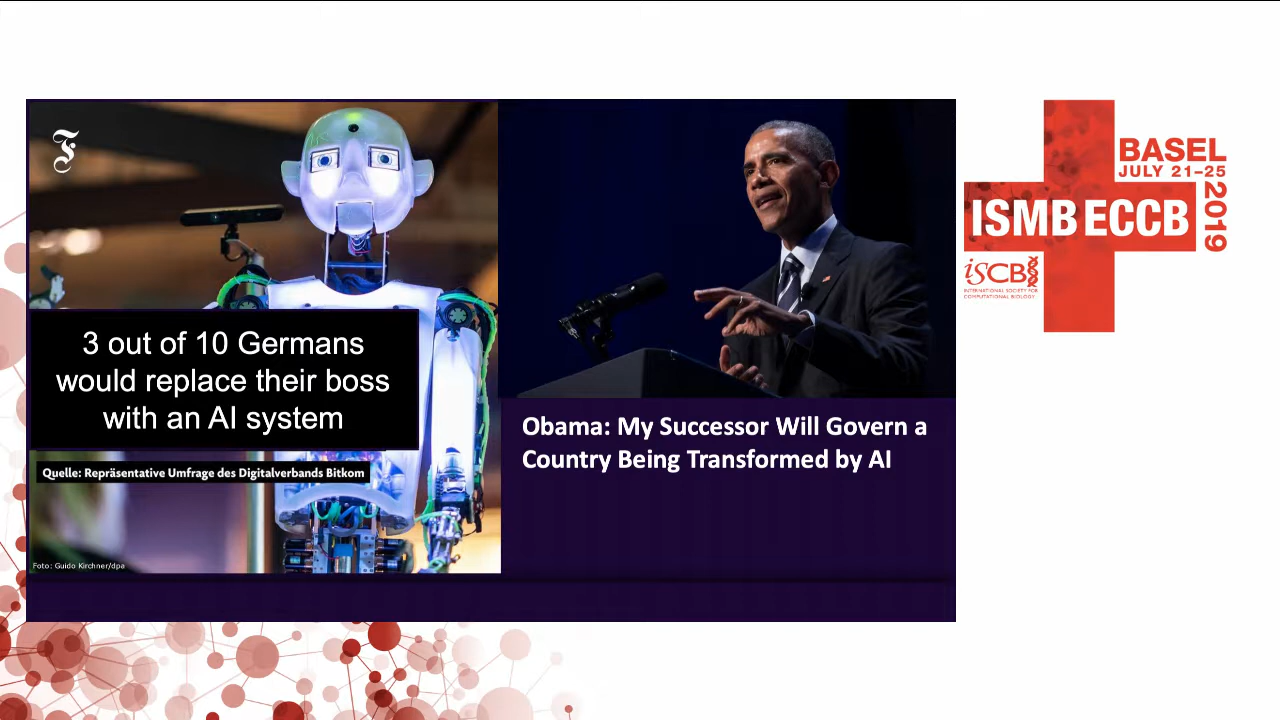 F
3 out of 10 Germans
would replace their boss
with an AI system
Quelle: Repräsentative Umfrage des Digitalverbands Bitkom
Foto: Guido Kirchner/dpa
Obama: My Successor Will Govern a
Country Being Transformed by AI
BASEL
JULY 21–25
2019
ISMB ECCB
iSCB
INTERNATIONAL SOCIETY FOR
COMPUTATIONAL BIOLOGY